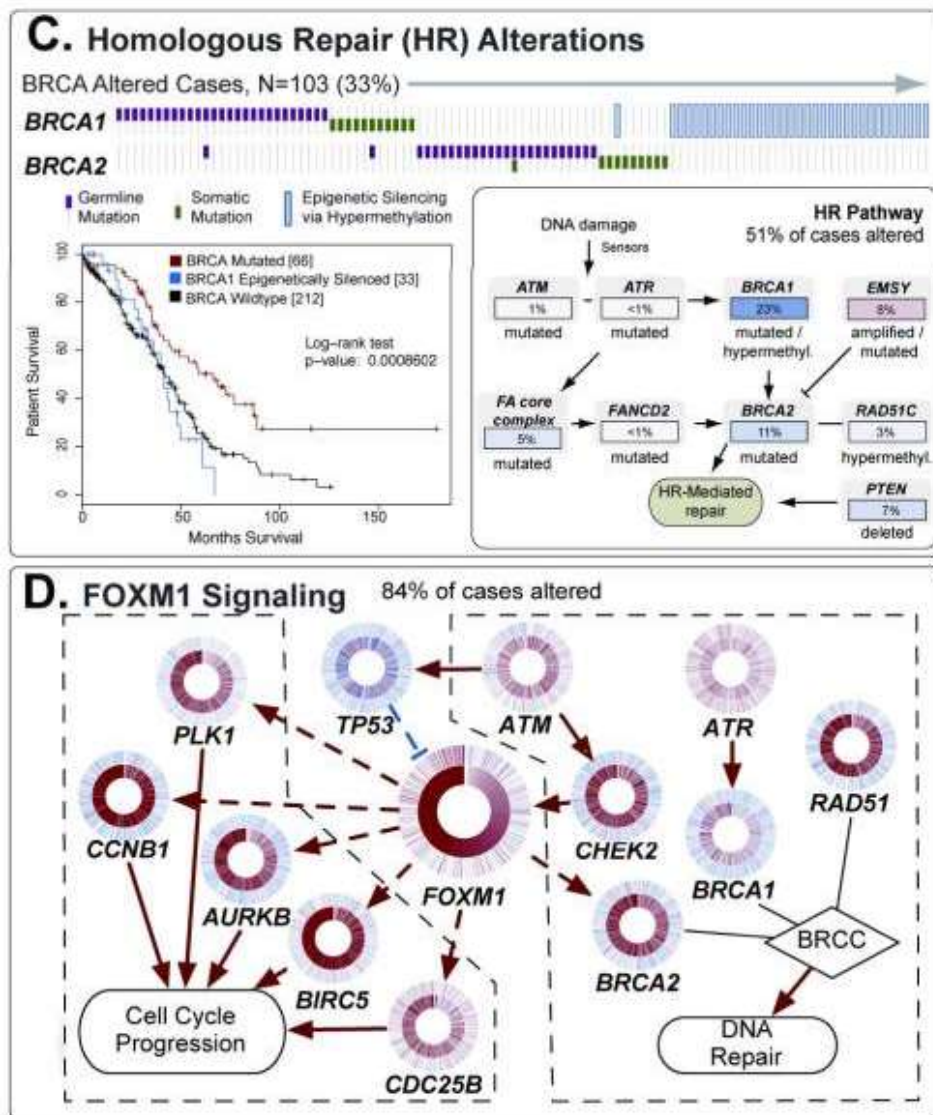 C. Homologous Repair (HR) Alterations
BRCA Altered Cases, N=103 (33%)
BRCA1
BRCA2
Germline
Mutation
Somatic
Mutation
Epigenetic Silencing
via Hypermethylation
100
80
60
40
20
0
Patient Survival
BRCA Mutated [66]
BRCA1 Epigenetically Silenced [33]
BRCA Wildtype [212]
Log-rank test
p-value: 0.0008602
0
50
100
150
Months Survival
HR Pathway
51% of cases altered
DNA damage
Sensors
ATM
1%
mutated
ATR
<1%
mutated
BRCA1
23%
mutated /
hypermethyl.
EMSY
8%
amplified /
mutated
FA core
complex
5%
mutated
FANCD2
<1%
mutated
BRCA2
11%
mutated
RAD51C
3%
hypermethyl.
HR-Mediated
repair
PTEN
7%
deleted
D. FOXM1 Signaling
84% of cases altered
PLK1
TP53
ATM
ATR
RAD51
CCNB1
AURKB
FOXM1
CHEK2
BRCA1
BIRC5
BRCA2
BRCC
CDC25B
Cell Cycle
Progression
DNA
Repair